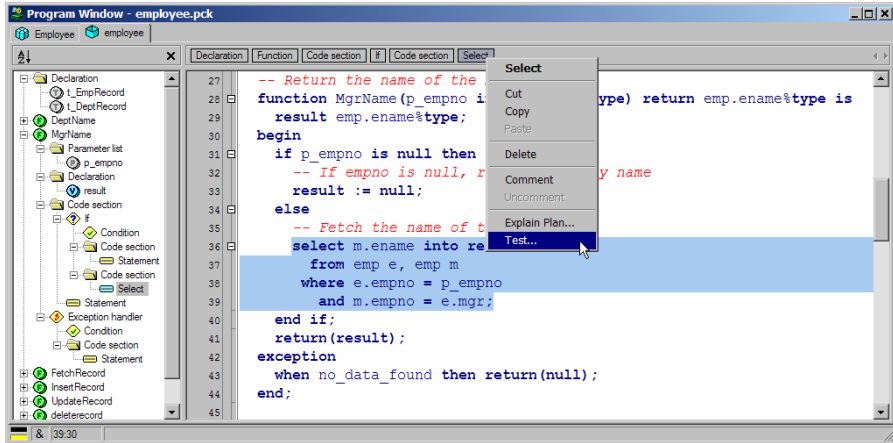 Program Window - employee.pck
Employee employee
Declaration Function Code section If Code section Select
Declaration
t_EmpRecord
t_DeptRecord
DeptName
MgrName
Parameter list
p_empno
Declaration
result
Code section
If
Condition
Code section
Statement
Code section
Select
Statement
Exception handler
Condition
Code section
Statement
FetchRecord
InsertRecord
UpdateRecord
deleterecord
27 -- Return the name of the
28 function MgrName(p_empno i ype) return emp.ename%type is
29 result emp.ename%type;
30 begin
31 if p_empno is null then
32 -- If empno is null, r y name
33 result := null;
34 else
35 -- Fetch the name of t
36 select m.ename into re
37 from emp e, emp m
38 where e.empno = p_empno
39 and m.empno = e.mgr;
40 end if;
41 return(result);
42 exception
43 when no_data_found then return(null);
44 end;
45
Select
Cut
Copy
Paste
Delete
Comment
Uncomment
Explain Plan...
Test...
& 39:30